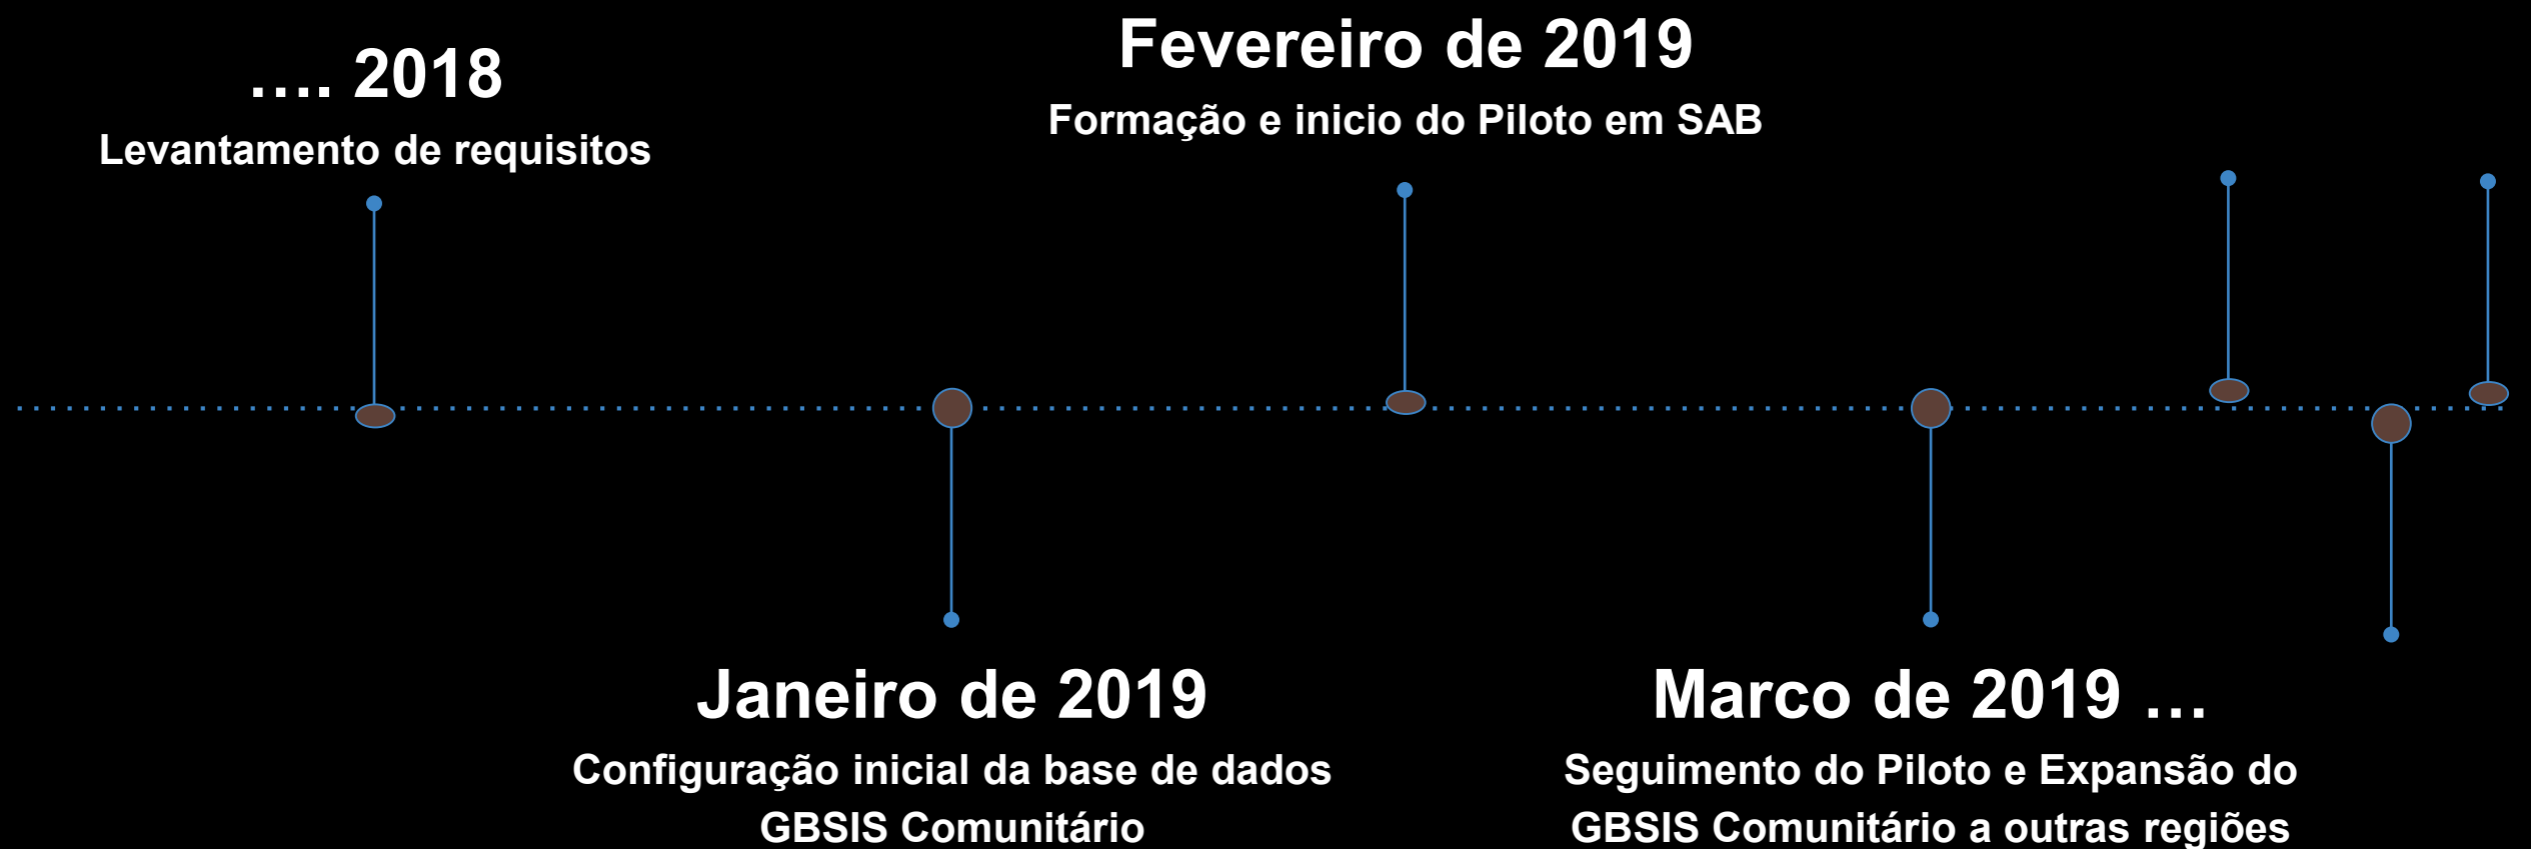 …. 2018
Levantamento de requisitos
Fevereiro de 2019
Formação e inicio do Piloto em SAB
Janeiro de 2019
Configuração inicial da base de dados
GBSIS Comunitário
Marco de 2019 …
Seguimento do Piloto e Expansão do
GBSIS Comunitário a outras regiões